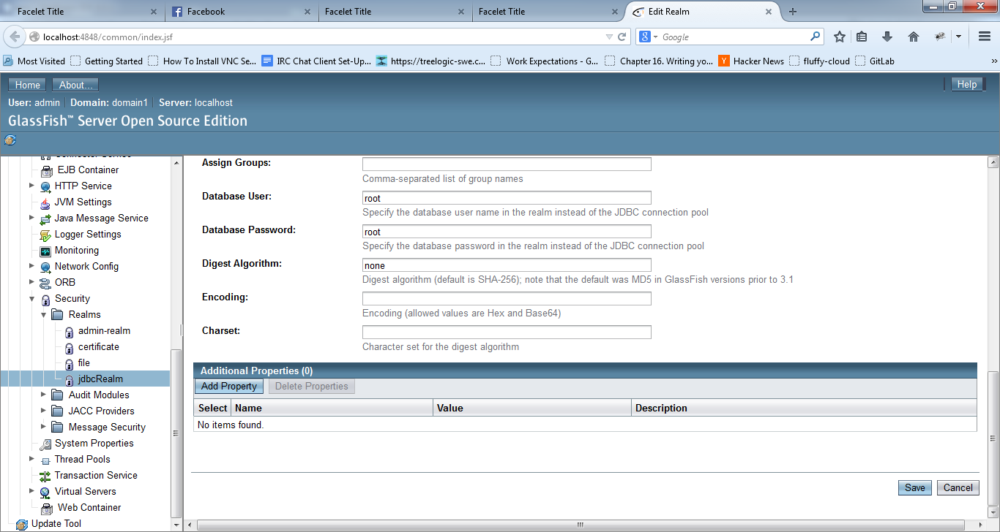 Facelet Title
Facebook
Facelet Title
Facelet Title
Edit Realm
localhost:4848/common/index.jsf
Google
Most Visited
Getting Started
How To Install VNC Se...
IRC Chat Client Set-Up...
https://treelogic-swe.c...
Work Expectations - G...
Chapter 16. Writing yo...
Hacker News
fluffy-cloud
GitLab
Home
About...
Help
User: admin
Domain: domain1
Server: localhost
GlassFish™ Server Open Source Edition
EJB Container
HTTP Service
JVM Settings
Java Message Service
Logger Settings
Monitoring
Network Config
ORB
Security
Realms
admin-realm
certificate
file
jdbcRealm
Audit Modules
JACC Providers
Message Security
System Properties
Thread Pools
Transaction Service
Virtual Servers
Web Container
Update Tool
Assign Groups:
Comma-separated list of group names
Database User:
root
Specify the database user name in the realm instead of the JDBC connection pool
Database Password:
root
Specify the database password in the realm instead of the JDBC connection pool
Digest Algorithm:
none
Digest algorithm (default is SHA-256); note that the default was MD5 in GlassFish versions prior to 3.1
Encoding:
Encoding (allowed values are Hex and Base64)
Charset:
Character set for the digest algorithm
Additional Properties (0)
Add Property
Delete Properties
Select
Name
Value
Description
No items found.
Save
Cancel